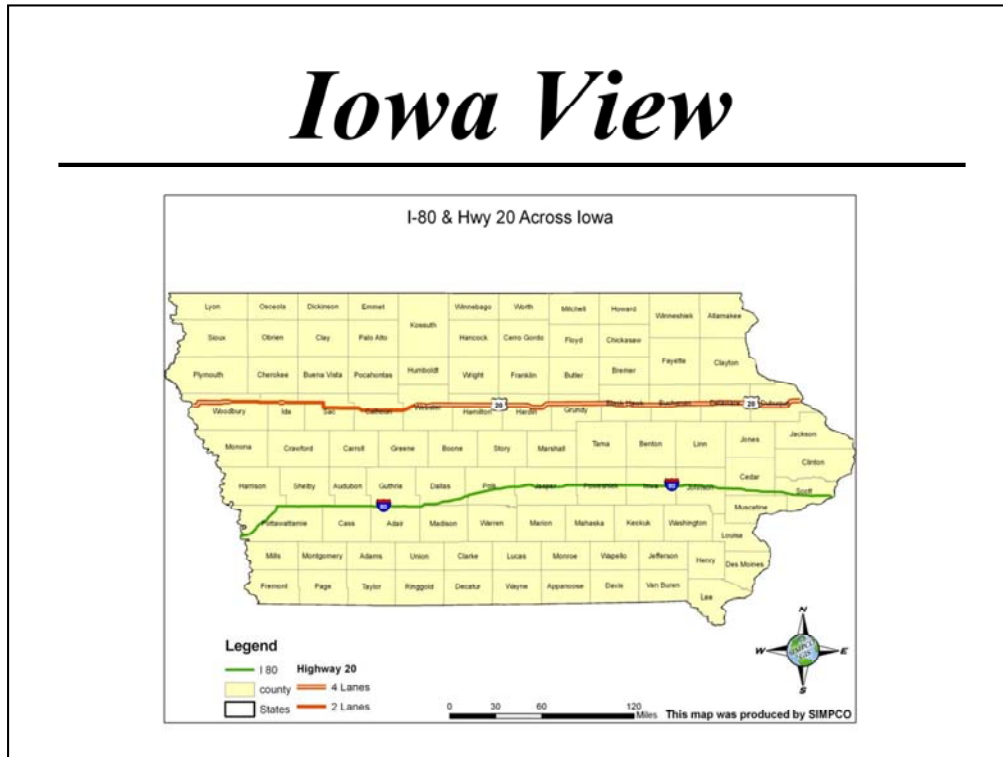 Iowa View
I-80 & Hwy 20 Across Iowa
Lyon Osceola Dickinson Emmet Winnebago Worth Mitchell Howard Winneshiek Allamakee
Kossuth
Sioux Obrien Clay Palo Alto Hancock Cerro Gordo Floyd Chickasaw
Fayette Clayton
Plymouth Cherokee Buena Vista Pocahontas Humboldt Wright Franklin Butler Bremer
Woodbury Ida Sac Calhoun Webster Hamilton 20 Hardin Grundy Black Hawk Buchanan Delaware 20 Dubuque
Monona Crawford Carroll Greene Boone Story Marshall Tama Benton Linn Jones Jackson
Clinton
Cedar
Harrison Shelby Audubon Guthrie Dallas Polk Jasper Poweshiek Iowa 80 Johnson Scott
80
Muscatine
Pottawattamie Cass Adair Madison Warren Marion Mahaska Keokuk Washington
Louisa
Mills Montgomery Adams Union Clarke Lucas Monroe Wapello Jefferson Henry Des Moines
Fremont Page Taylor Ringgold Decatur Wayne Appanoose Davis Van Buren
Lee
N
W E
SIMPCO
GIS
S
Legend
I 80 Highway 20
county 4 Lanes
States 2 Lanes
0 30 60 120
Miles This map was produced by SIMPCO